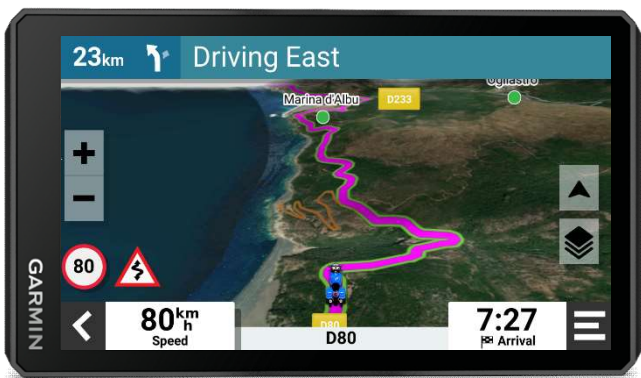 23km Driving East
Ogliastro
Marina d'Albu
D233
+
−
80
GARMIN
80km/h
Speed
D80
D80
7:27
Arrival